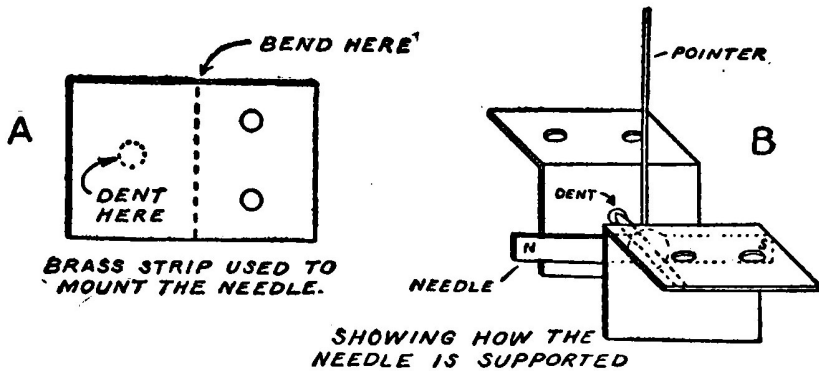 BEND HERE
A
DENT
HERE
BRASS STRIP USED TO
MOUNT THE NEEDLE.
POINTER
B
DENT
N
S
NEEDLE
SHOWING HOW THE
NEEDLE IS SUPPORTED